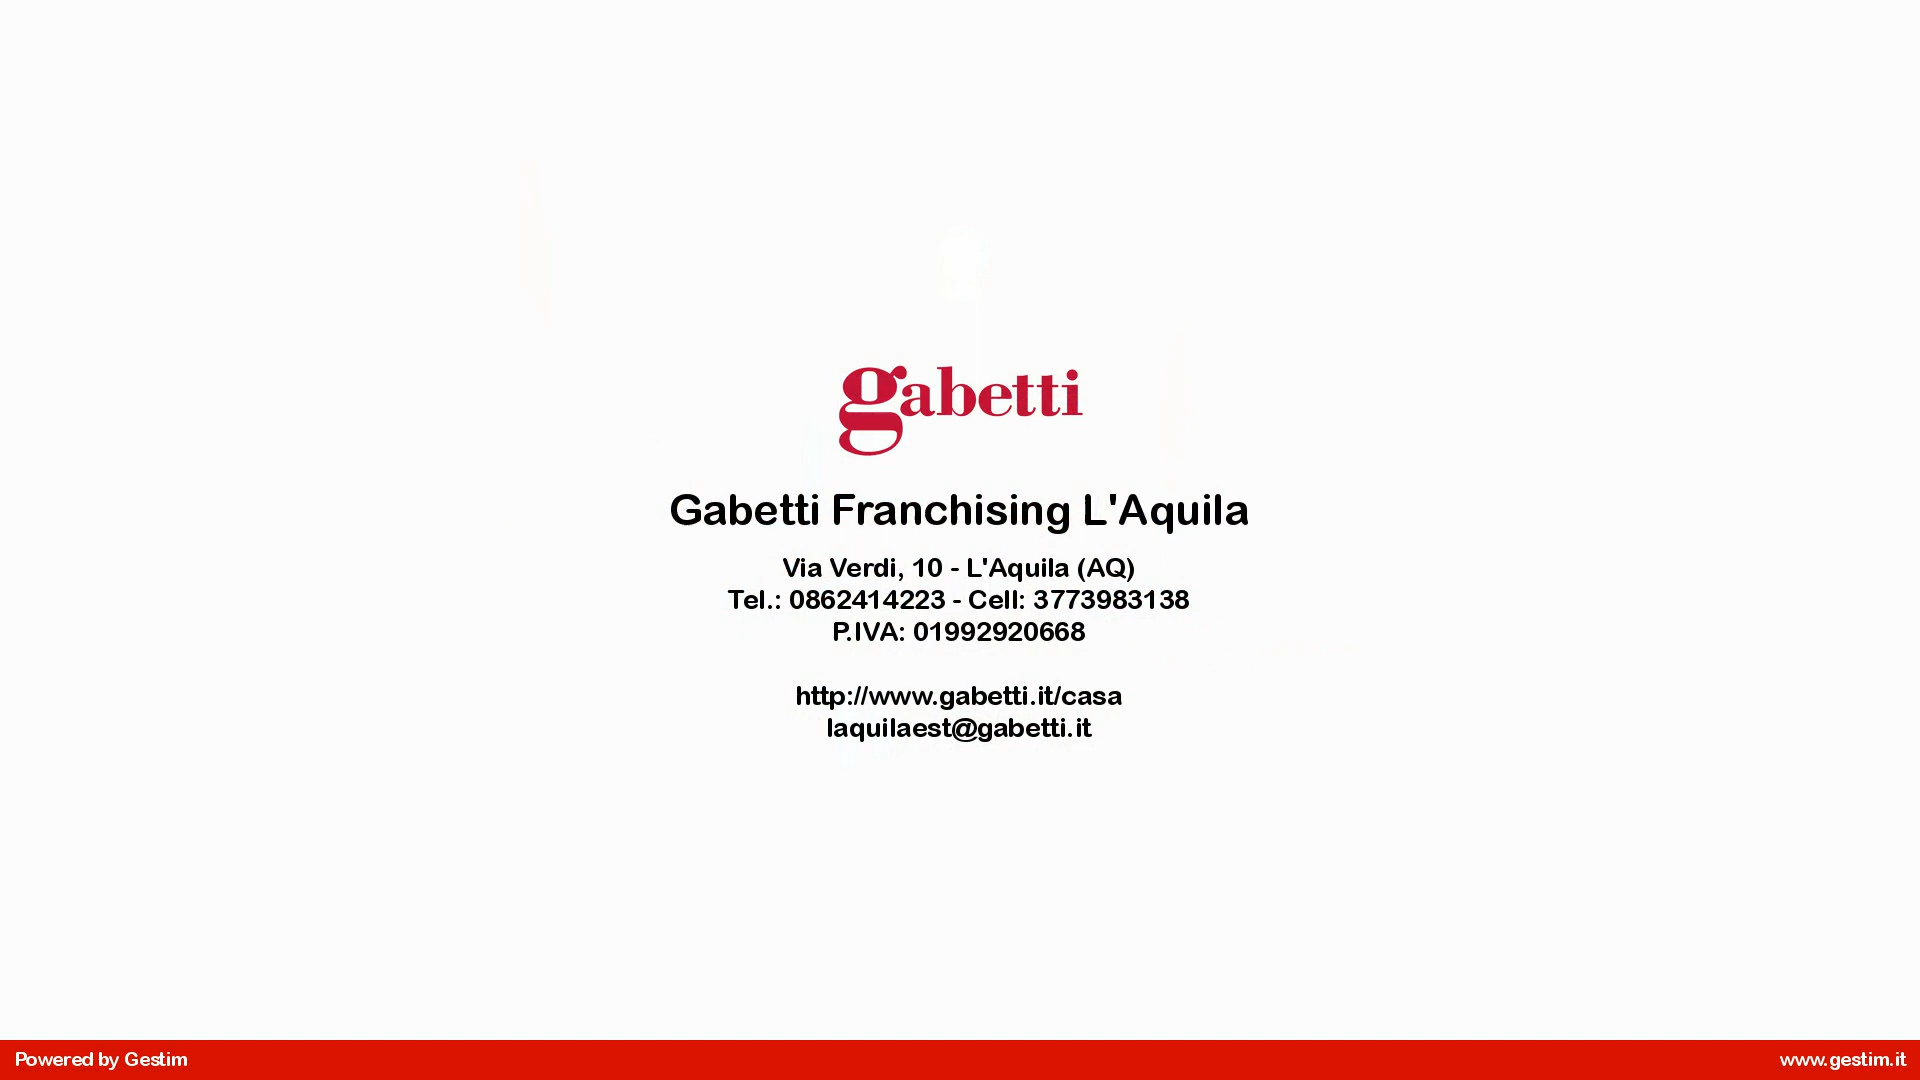 gabetti
Gabetti Franchising L'Aquila
Via Verdi, 10 - L'Aquila (AQ)
Tel.: 0862414223 - Cell: 3773983138
P.IVA: 01992920668
http://www.gabetti.it/casa
laquilaest@gabetti.it
Powered by Gestim
www.gestim.it